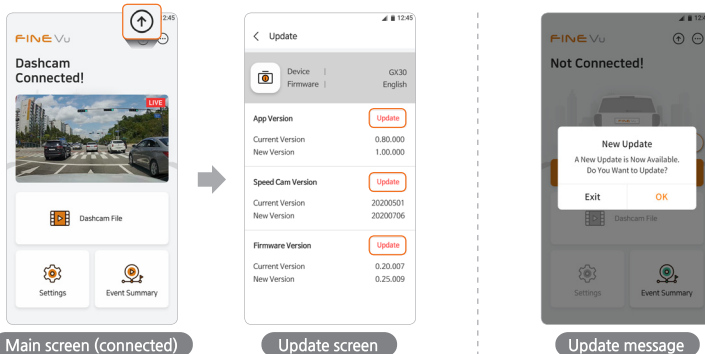 2:45
FINEVu
Dashcam
Connected!
LIVE
Dashcam File
Settings
Event Summary
Main screen (connected)
12:45
Update
Device | GX30
Firmware | English
App Version Update
Current Version 0.80.000
New Version 1.00.000
Speed Cam Version Update
Current Version 20200501
New Version 20200706
Firmware Version Update
Current Version 0.20.007
New Version 0.25.009
Update screen
12:4
FINEVu
Not Connected!
FINEVu
New Update
A New Update is Now Available.
Do You Want to Update?
Exit OK
Dashcam File
Settings
Event Summary
Update message